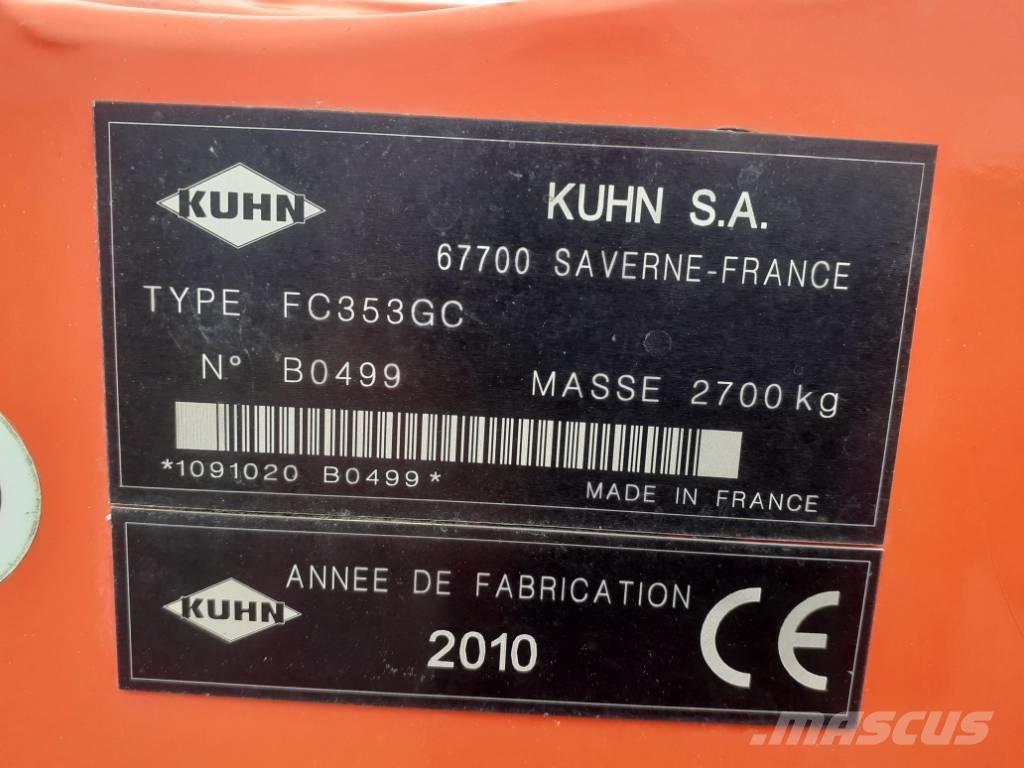 KUHN
KUHN S.A.
67700 SAVERNE-FRANCE
TYPE FC353GC
N° B0499 MASSE 2700 kg
*1091020 B0499*
MADE IN FRANCE
KUHN
ANNEE DE FABRICATION
2010
CE
mascus